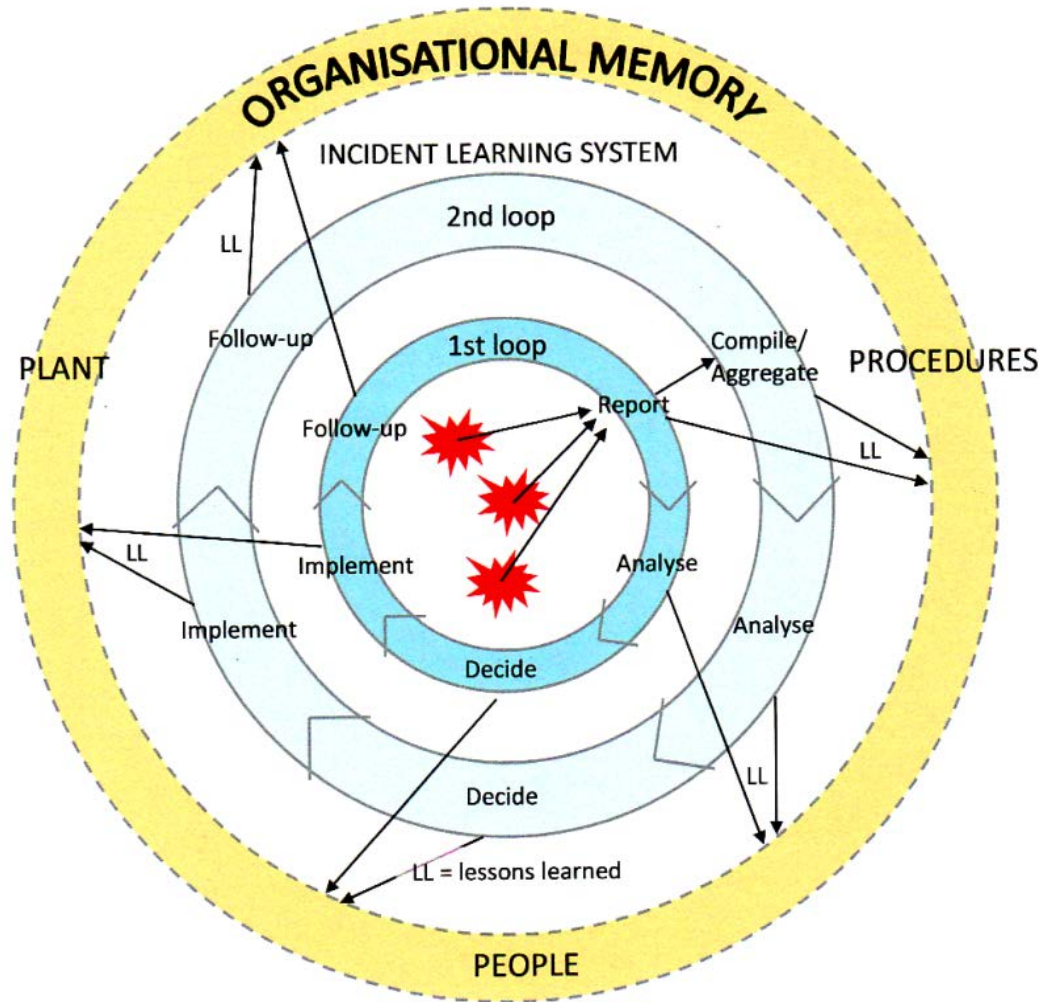 ORGANISATIONAL MEMORY
INCIDENT LEARNING SYSTEM
2nd loop
LL
Follow-up
Compile/
Aggregate
PLANT
PROCEDURES
1st loop
Report
Follow-up
LL
LL
Implement
Analyse
Implement
Analyse
Decide
LL
Decide
LL = lessons learned
PEOPLE